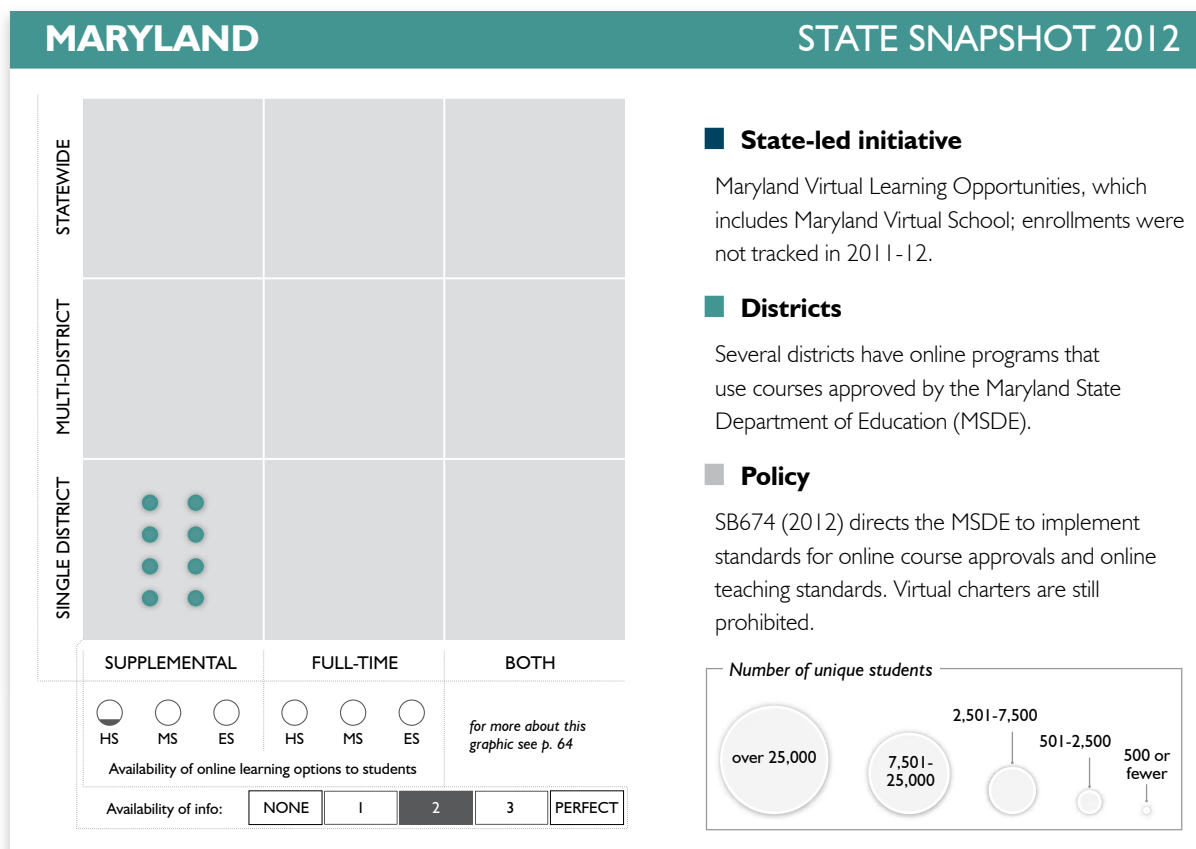 MARYLAND
STATE SNAPSHOT 2012
STATEWIDE
MULTI-DISTRICT
SINGLE DISTRICT
SUPPLEMENTAL
FULL-TIME
BOTH
HS
MS
ES
HS
MS
ES
for more about this
graphic see p. 64
Availability of online learning options to students
Availability of info:
NONE
1
2
3
PERFECT
State-led initiative
Maryland Virtual Learning Opportunities, which
includes Maryland Virtual School; enrollments were
not tracked in 2011-12.
Districts
Several districts have online programs that
use courses approved by the Maryland State
Department of Education (MSDE).
Policy
SB674 (2012) directs the MSDE to implement
standards for online course approvals and online
teaching standards. Virtual charters are still
prohibited.
Number of unique students
over 25,000
7,501-
25,000
2,501-7,500
501-2,500
500 or
fewer